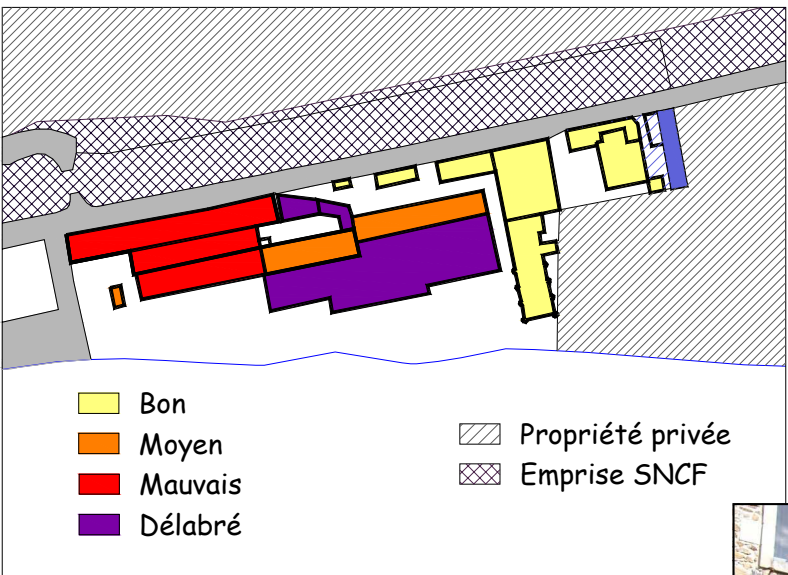 Bon
Moyen
Mauvais
Délabré
Propriété privée
Emprise SNCF